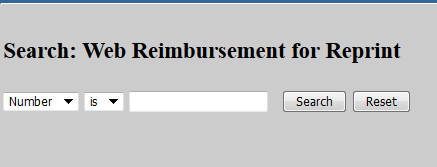 Search: Web Reimbursement for Reprint
Number is Search Reset